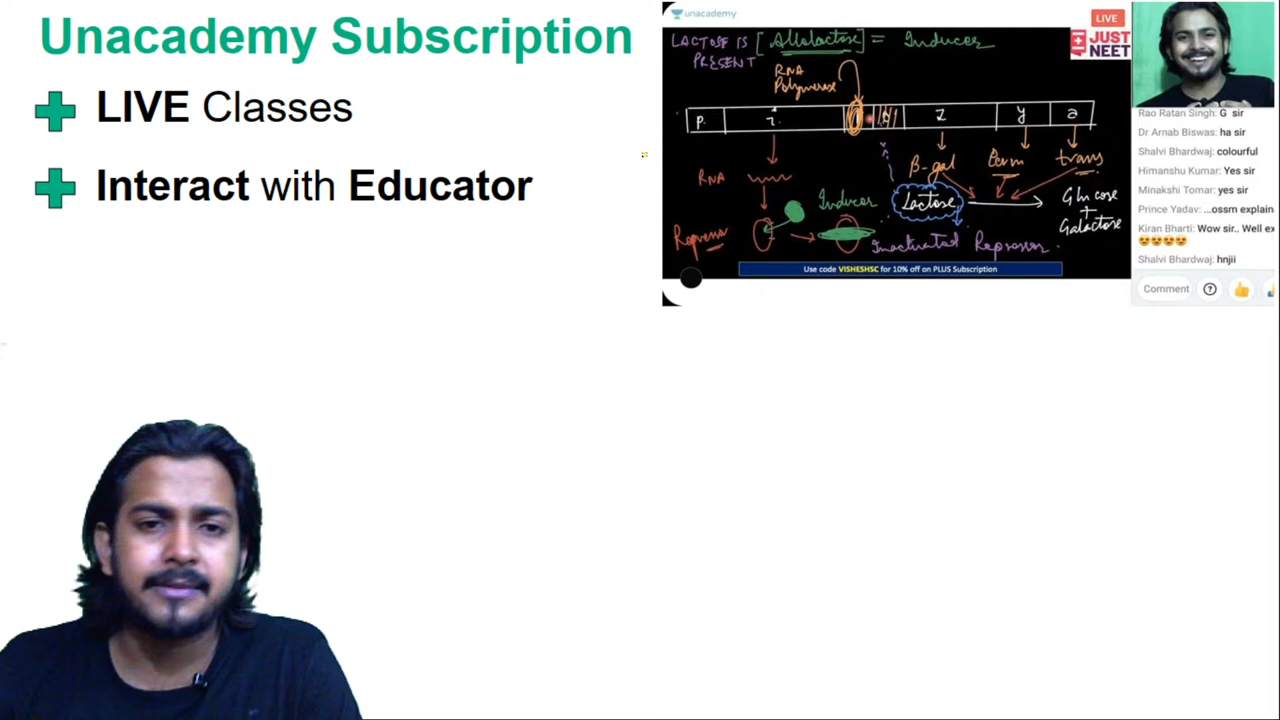 Unacademy Subscription
LIVE Classes
Interact with Educator
unacademy
LIVE
JUST
NEET
LACTOSE IS [Allolactose] = Inducer
PRESENT
RNA
Polymerase
p. i z y a
β-gal Perm trans
RNA
Lactose
Glucose
+
Galactose
Inducer
Repressor
Inactivated Repressor.
Use code VISHESHSC for 10% off on PLUS Subscription
Rao Ratan Singh: G sir
Dr Arnab Biswas: ha sir
Shalvi Bhardwaj: colourful
Himanshu Kumar: Yes sir
Minakshi Tomar: yes sir
Prince Yadav: ...ossm explain
Kiran Bharti: Wow sir.. Well ex
Shalvi Bhardwaj: hnjii
Comment